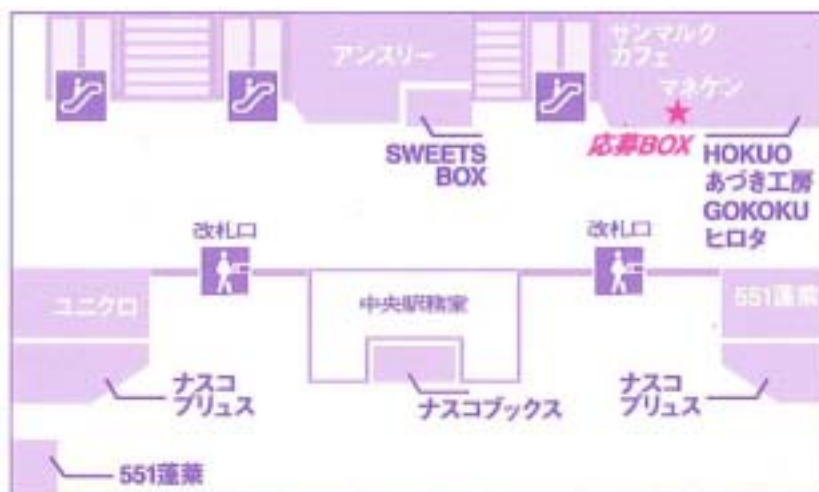 アンスリー
サンマルク
カフェ
マネケン
SWEETS
BOX
応募BOX
HOKUO
あづき工房
GOKOKU
ヒロタ
改札口
改札口
ユニクロ
中央駅務室
551蓬莱
ナスコ
プリュス
ナスコブックス
ナスコ
プリュス
551蓬莱